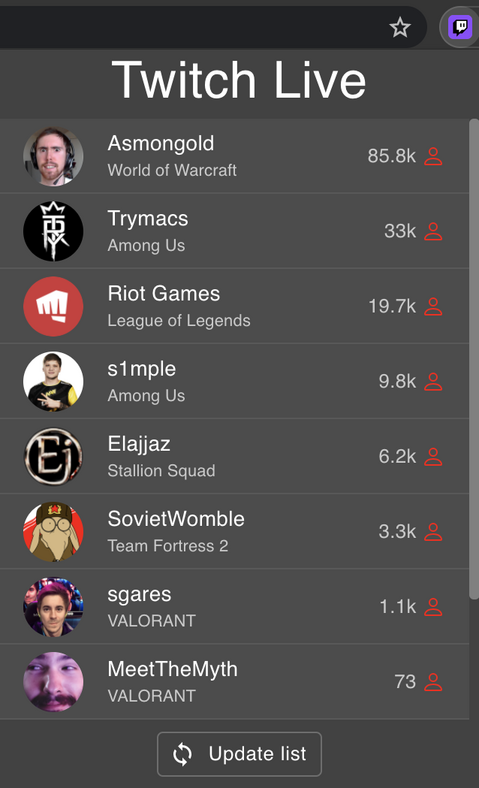 Twitch Live
Asmongold
World of Warcraft
85.8k
Trymacs
Among Us
33k
Riot Games
League of Legends
19.7k
s1mple
Among Us
9.8k
Ej
Elajjaz
Stallion Squad
6.2k
SovietWomble
Team Fortress 2
3.3k
sgares
VALORANT
1.1k
MeetTheMyth
VALORANT
73
Update list